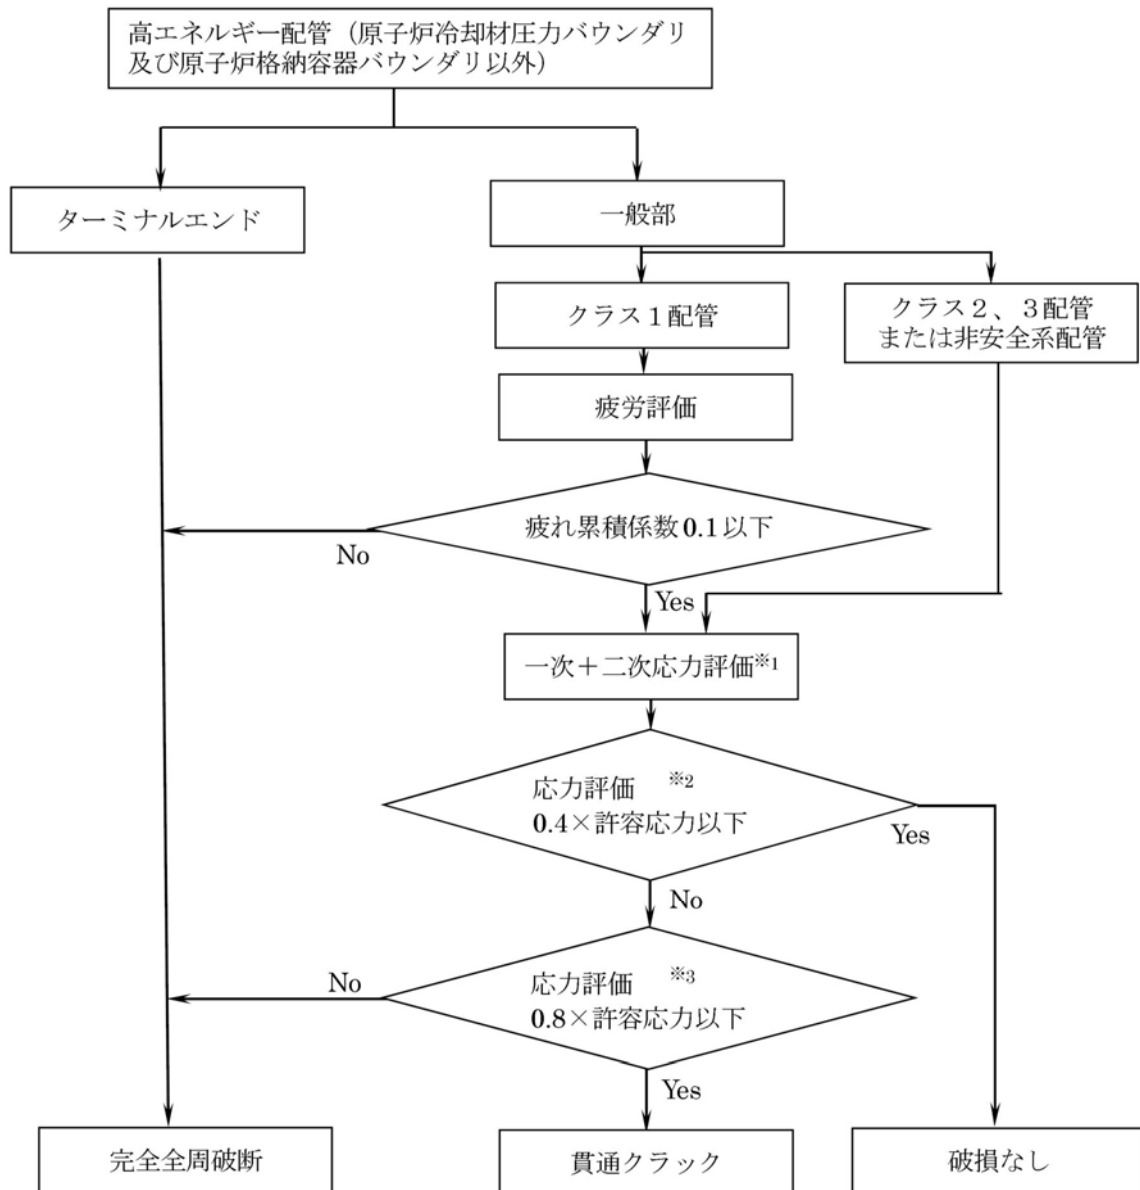 高エネルギー配管（原子炉冷却材圧力バウンダリ
及び原子炉格納容器バウンダリ以外）
ターミナルエンド
一般部
クラス１配管
クラス２、３配管
または非安全系配管
疲労評価
疲れ累積係数 0.1 以下
No
Yes
一次＋二次応力評価※1
応力評価 ※2
0.4×許容応力以下
Yes
No
応力評価 ※3
0.8×許容応力以下
No
Yes
完全全周破断
貫通クラック
破損なし